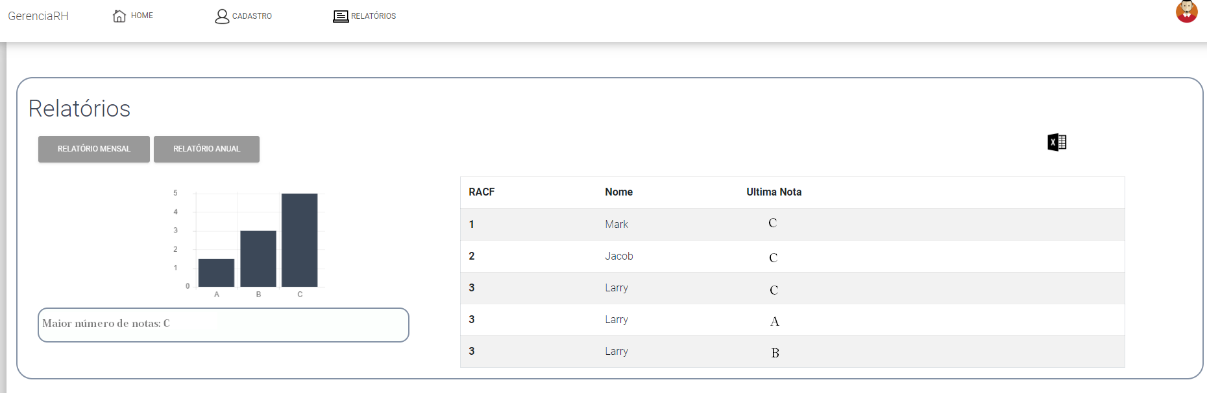 GerenciaRH HOME CADASTRO RELATÓRIOS
Relatórios
RELATÓRIO MENSAL RELATÓRIO ANUAL
X
5
4
3
2
1
0
A B C
Maior número de notas: C
RACF Nome Ultima Nota
1 Mark C
2 Jacob C
3 Larry C
3 Larry A
3 Larry B